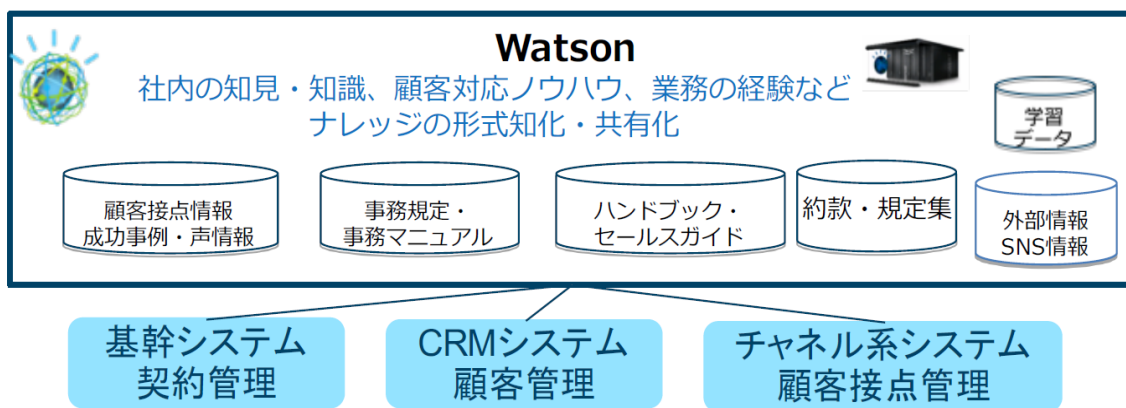 Watson
社内の知見・知識、顧客対応ノウハウ、業務の経験など
ナレッジの形式知化・共有化
学習
データ
顧客接点情報
成功事例・声情報
事務規定・
事務マニュアル
ハンドブック・
セールスガイド
約款・規定集
外部情報
SNS情報
基幹システム
契約管理
CRMシステム
顧客管理
チャネル系システム
顧客接点管理